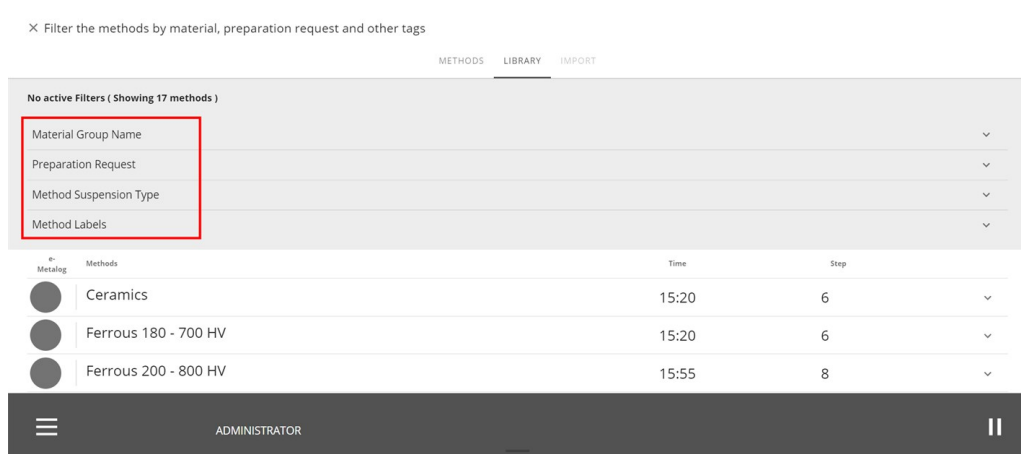 × Filter the methods by material, preparation request and other tags
METHODS LIBRARY IMPORT
No active Filters ( Showing 17 methods )
Material Group Name
Preparation Request
Method Suspension Type
Method Labels
e-
Metalog Methods Time Step
Ceramics 15:20 6
Ferrous 180 - 700 HV 15:20 6
Ferrous 200 - 800 HV 15:55 8
ADMINISTRATOR